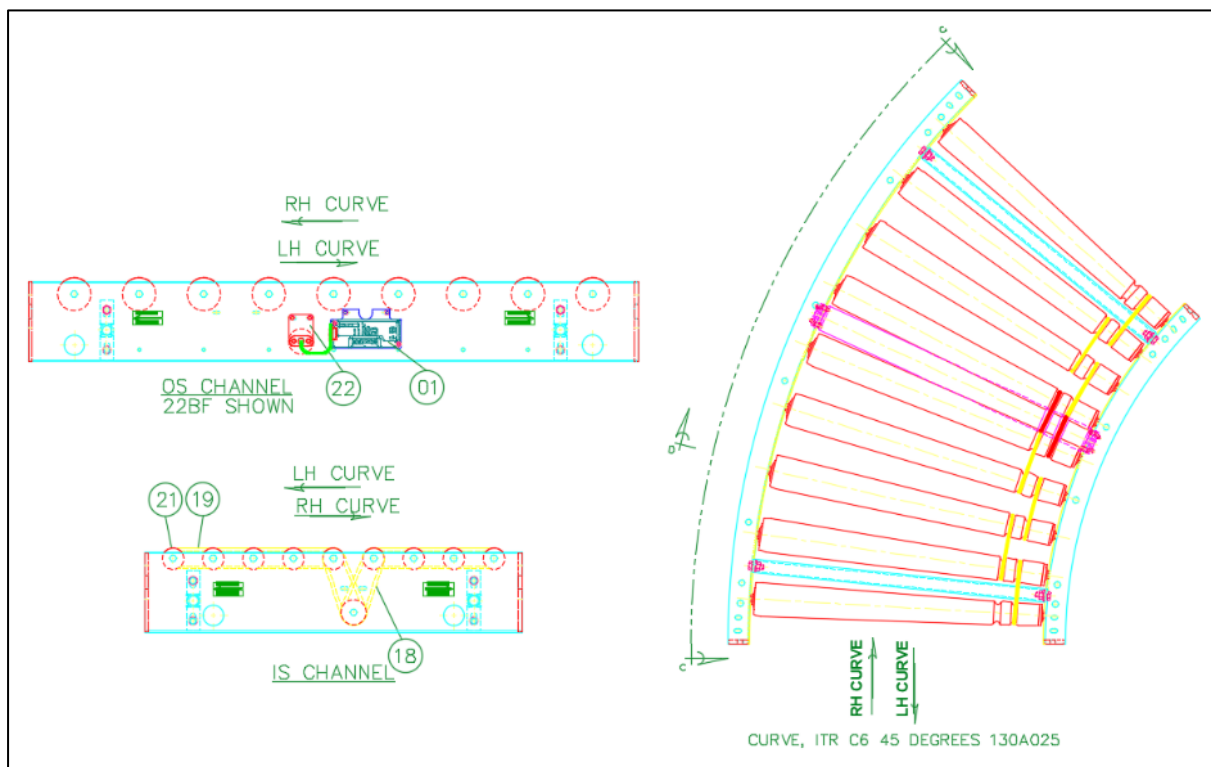 RH CURVE
LH CURVE
OS CHANNEL
22BF SHOWN
22
01
LH CURVE
RH CURVE
21
19
18
IS CHANNEL
C
D
C
RH CURVE
LH CURVE
CURVE, ITR C6 45 DEGREES 130A025